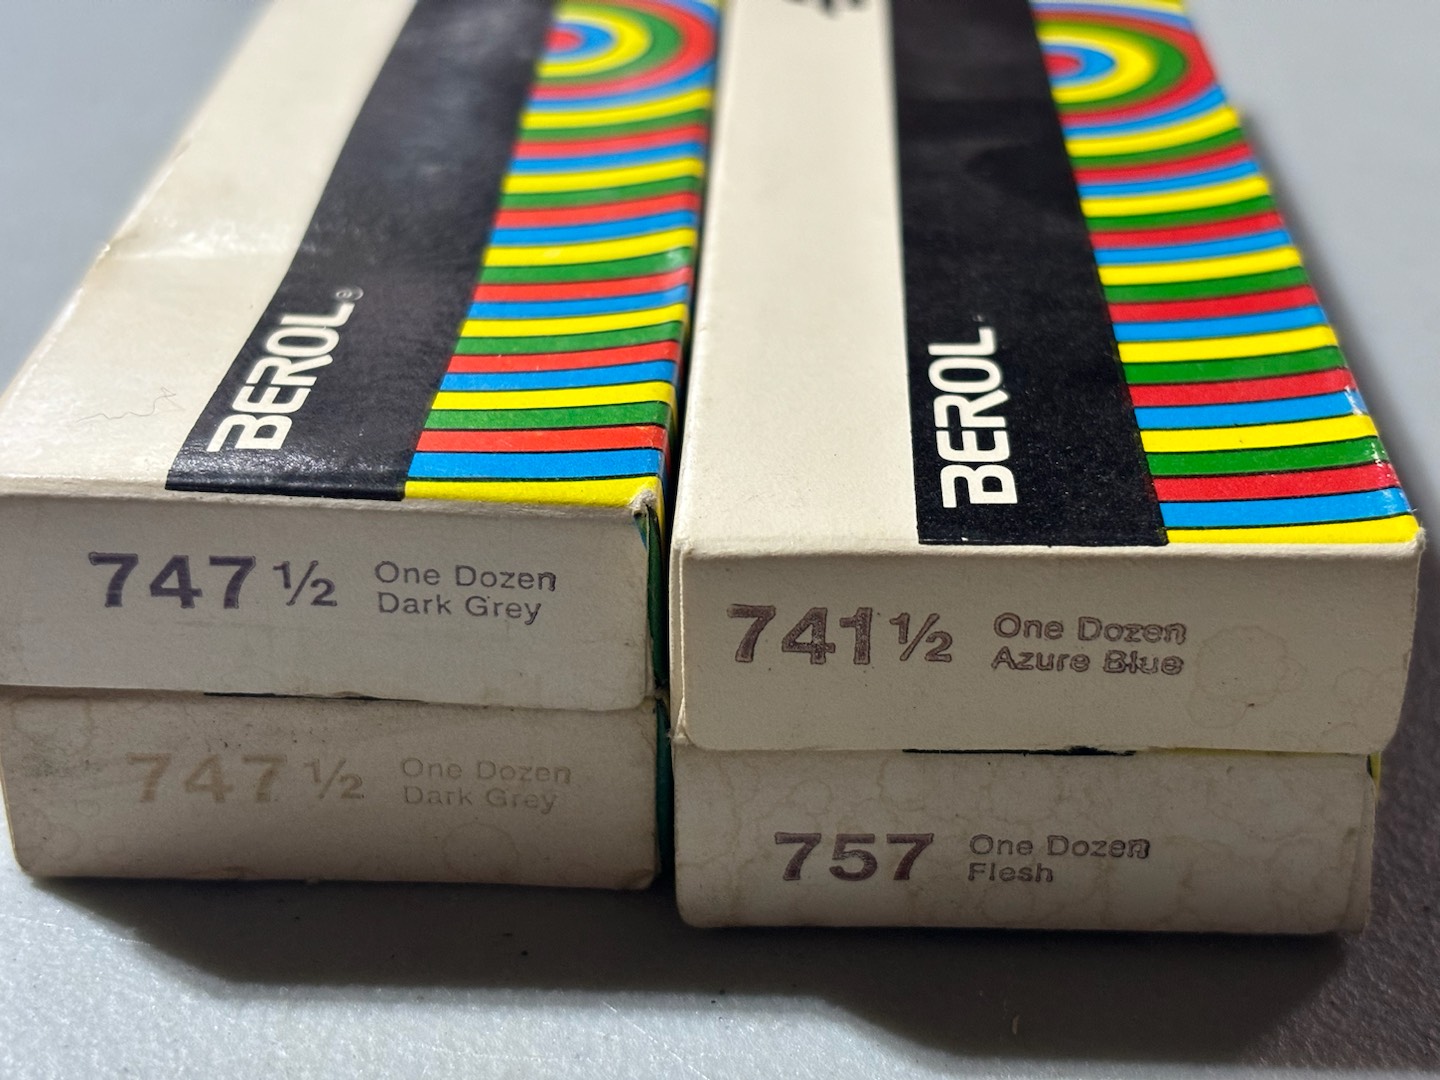 BEROL®
BEROL
747 ½ One Dozen
Dark Grey
741 ½ One Dozen
Azure Blue
747 ½ One Dozen
Dark Grey
757 One Dozen
Flesh